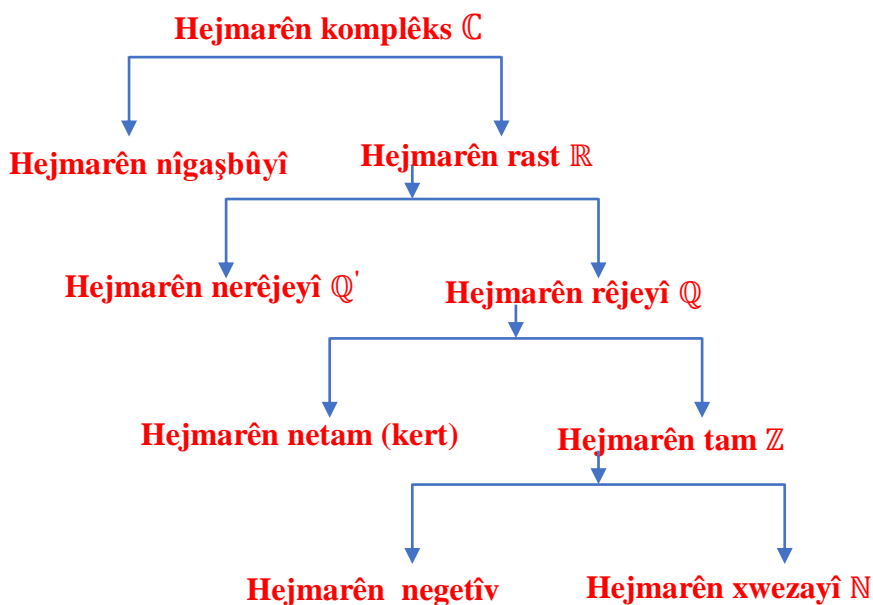 Hejmarên komplêks ℂ
Hejmarên nîgaşbûyî Hejmarên rast ℝ
Hejmarên nerêjeyî ℚ' Hejmarên rêjeyî ℚ
Hejmarên netam (kert) Hejmarên tam ℤ
Hejmarên negetîv Hejmarên xwezayî ℕ